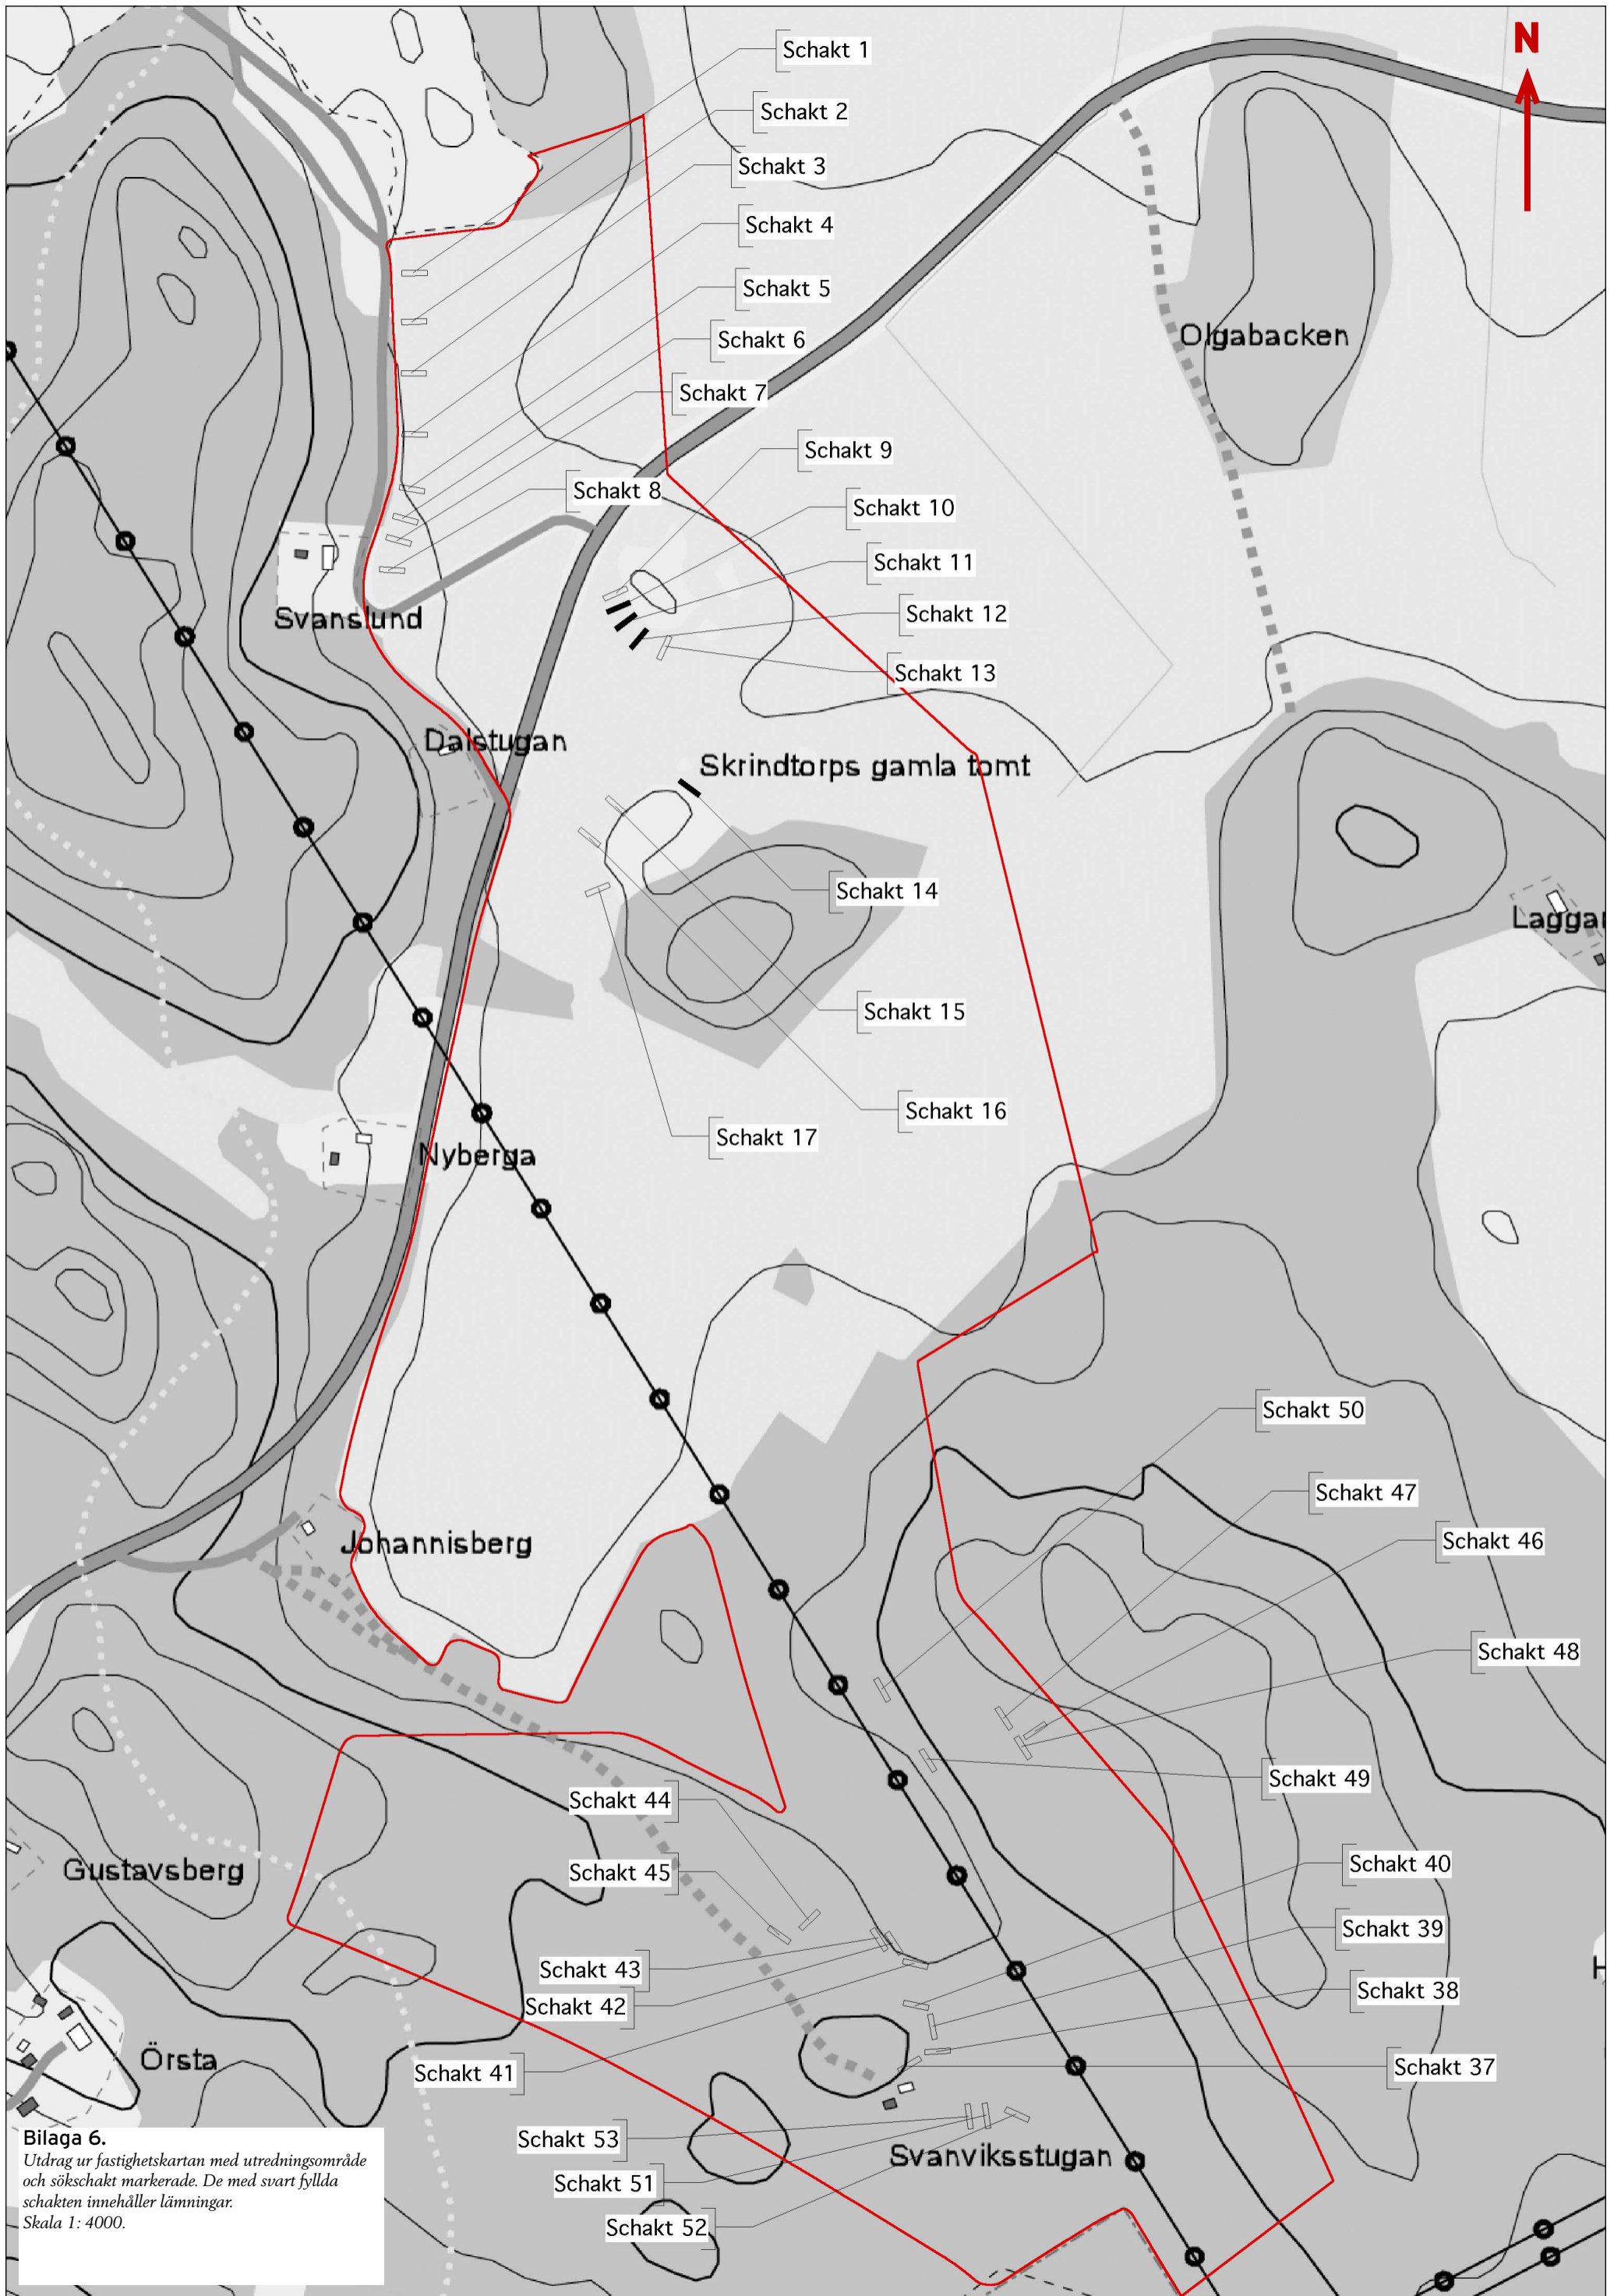 N
Schakt 1
Schakt 2
Schakt 3
Schakt 4
Schakt 5
Schakt 6
Schakt 7
Schakt 8
Schakt 9
Schakt 10
Schakt 11
Schakt 12
Schakt 13
Olgabacken
Svanslund
Dalstugan
Skrindtorps gamla tomt
Schakt 14
Schakt 15
Schakt 16
Schakt 17
Nyberga
Johannisberg
Schakt 50
Schakt 47
Schakt 46
Schakt 48
Schakt 49
Schakt 44
Schakt 45
Gustavsberg
Schakt 40
Schakt 39
Schakt 38
Schakt 37
Schakt 43
Schakt 42
Schakt 41
Örsta
Schakt 53
Schakt 51
Schakt 52
Svanviksstugan
Bilaga 6.
Utdrag ur fastighetskartan med utredningsområde
och sökschakt markerade. De med svart fyllda
schakten innehåller lämningar.
Skala 1: 4000.